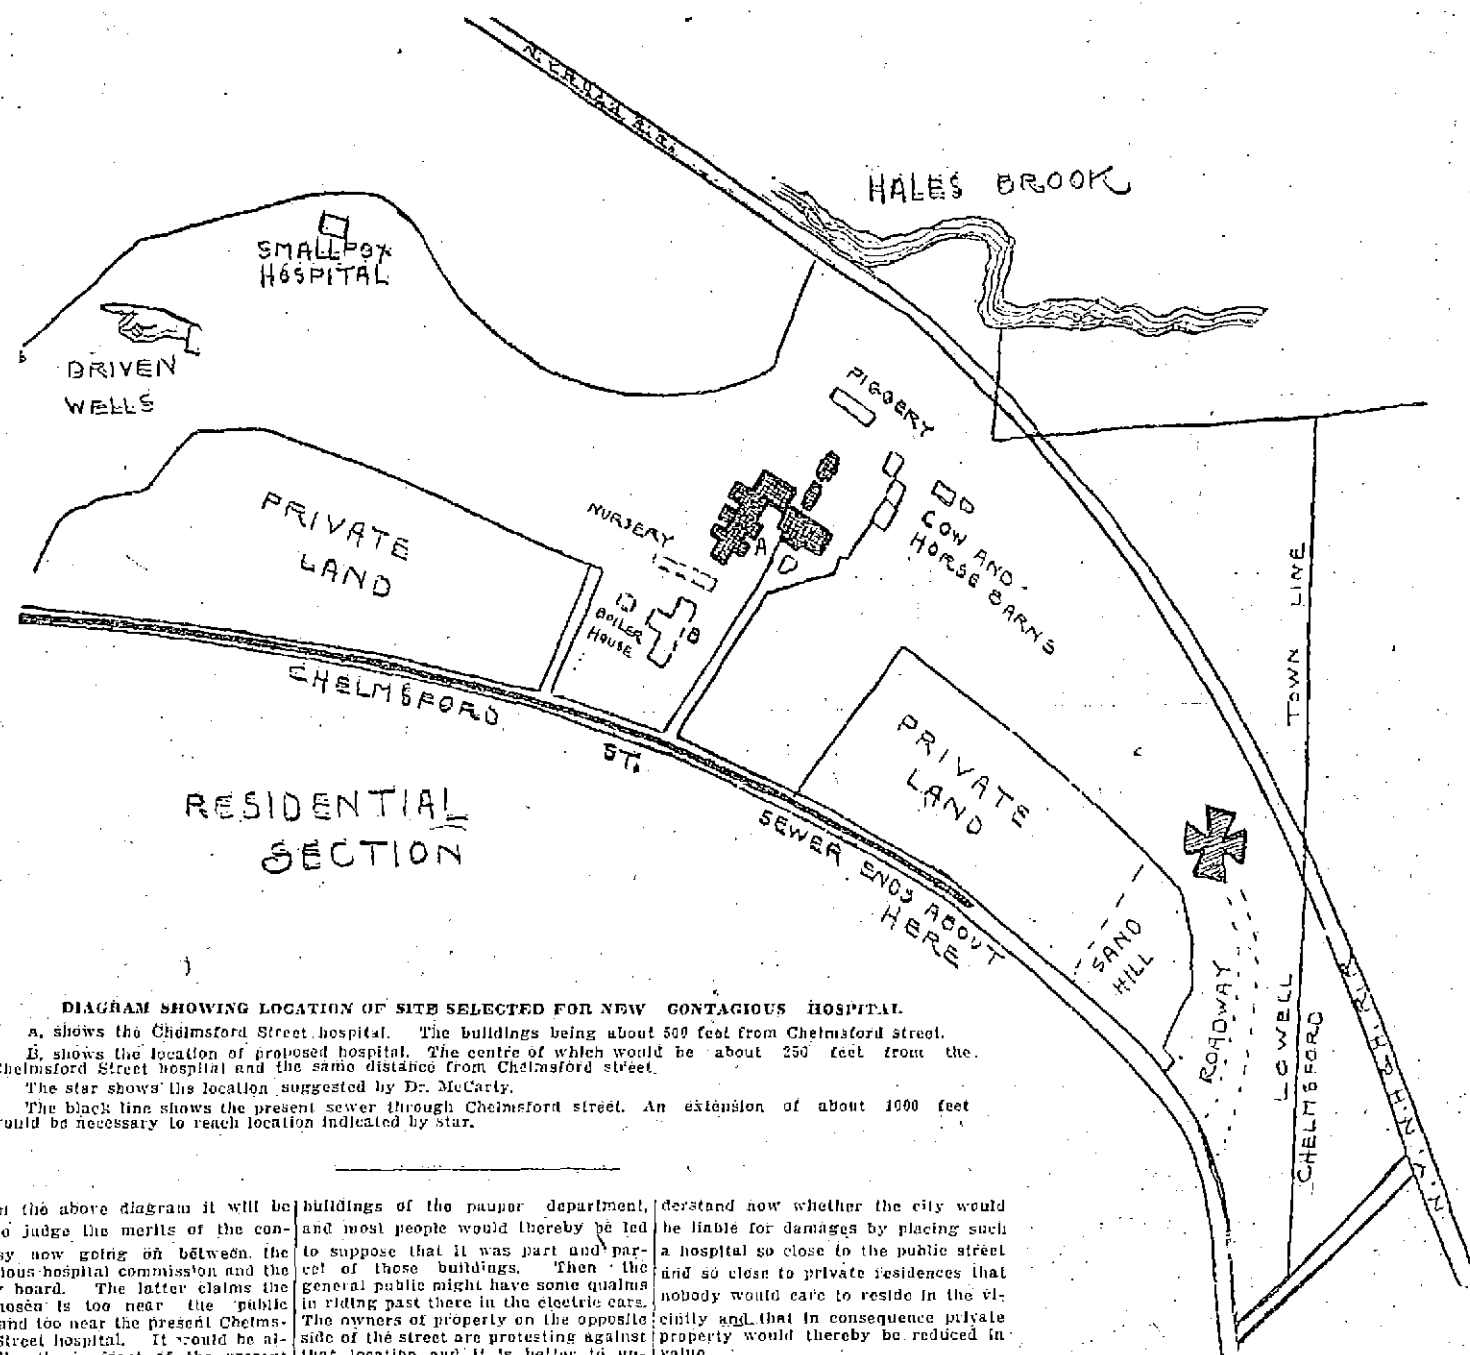 N.Y.N.H.&H. R.R.
HALES BROOK
SMALLPOX
HOSPITAL
DRIVEN
WELLS
PIGGERY
PRIVATE
LAND
NURSERY
A
COW AND
HORSE BARNS
BOILER
HOUSE
B
TOWN LINE
CHELMSFORD
ST.
PRIVATE
LAND
RESIDENTIAL
SECTION
SEWER ENDS ABOUT
HERE
SAND
HILL
ROADWAY
LOWELL
CHELMSFORD
N.Y.N.H.&H.R.R.
DIAGRAM SHOWING LOCATION OF SITE SELECTED FOR NEW CONTAGIOUS HOSPITAL.
A, shows the Chelmsford Street hospital. The buildings being about 500 feet from Chelmsford street.
B, shows the location of proposed hospital. The centre of which would be about 250 feet from the
Chelmsford Street hospital and the same distance from Chelmsford street.
The star shows the location suggested by Dr. McCarty.
The black line shows the present sewer through Chelmsford street. An extension of about 1000 feet
ould be necessary to reach location indicated by star.
the above diagram it will be
o judge the merits of the con-
sy now going on between the
ious hospital commission and the
r board. The latter claims the
hosen is too near the public
and too near the present Chelms-
Street hospital. It would be al-
buildings of the pauper department,
and most people would thereby be led
to suppose that it was part and par-
cel of those buildings. Then the
general public might have some qualms
in riding past there in the electric cars.
The owners of property on the opposite
side of the street are protesting against
that location and it is better to un-
derstand now whether the city would
be liable for damages by placing such
a hospital so close to the public street
and so close to private residences that
nobody would care to reside in the vi-
cinity and that in consequence private
property would thereby be reduced in
value.